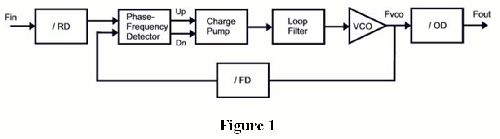 Fin
/ RD
Phase-
Frequency
Detector
Up
Dn
Charge
Pump
Loop
Filter
VCO
Fvco
/ OD
Fout
/ FD
Figure 1